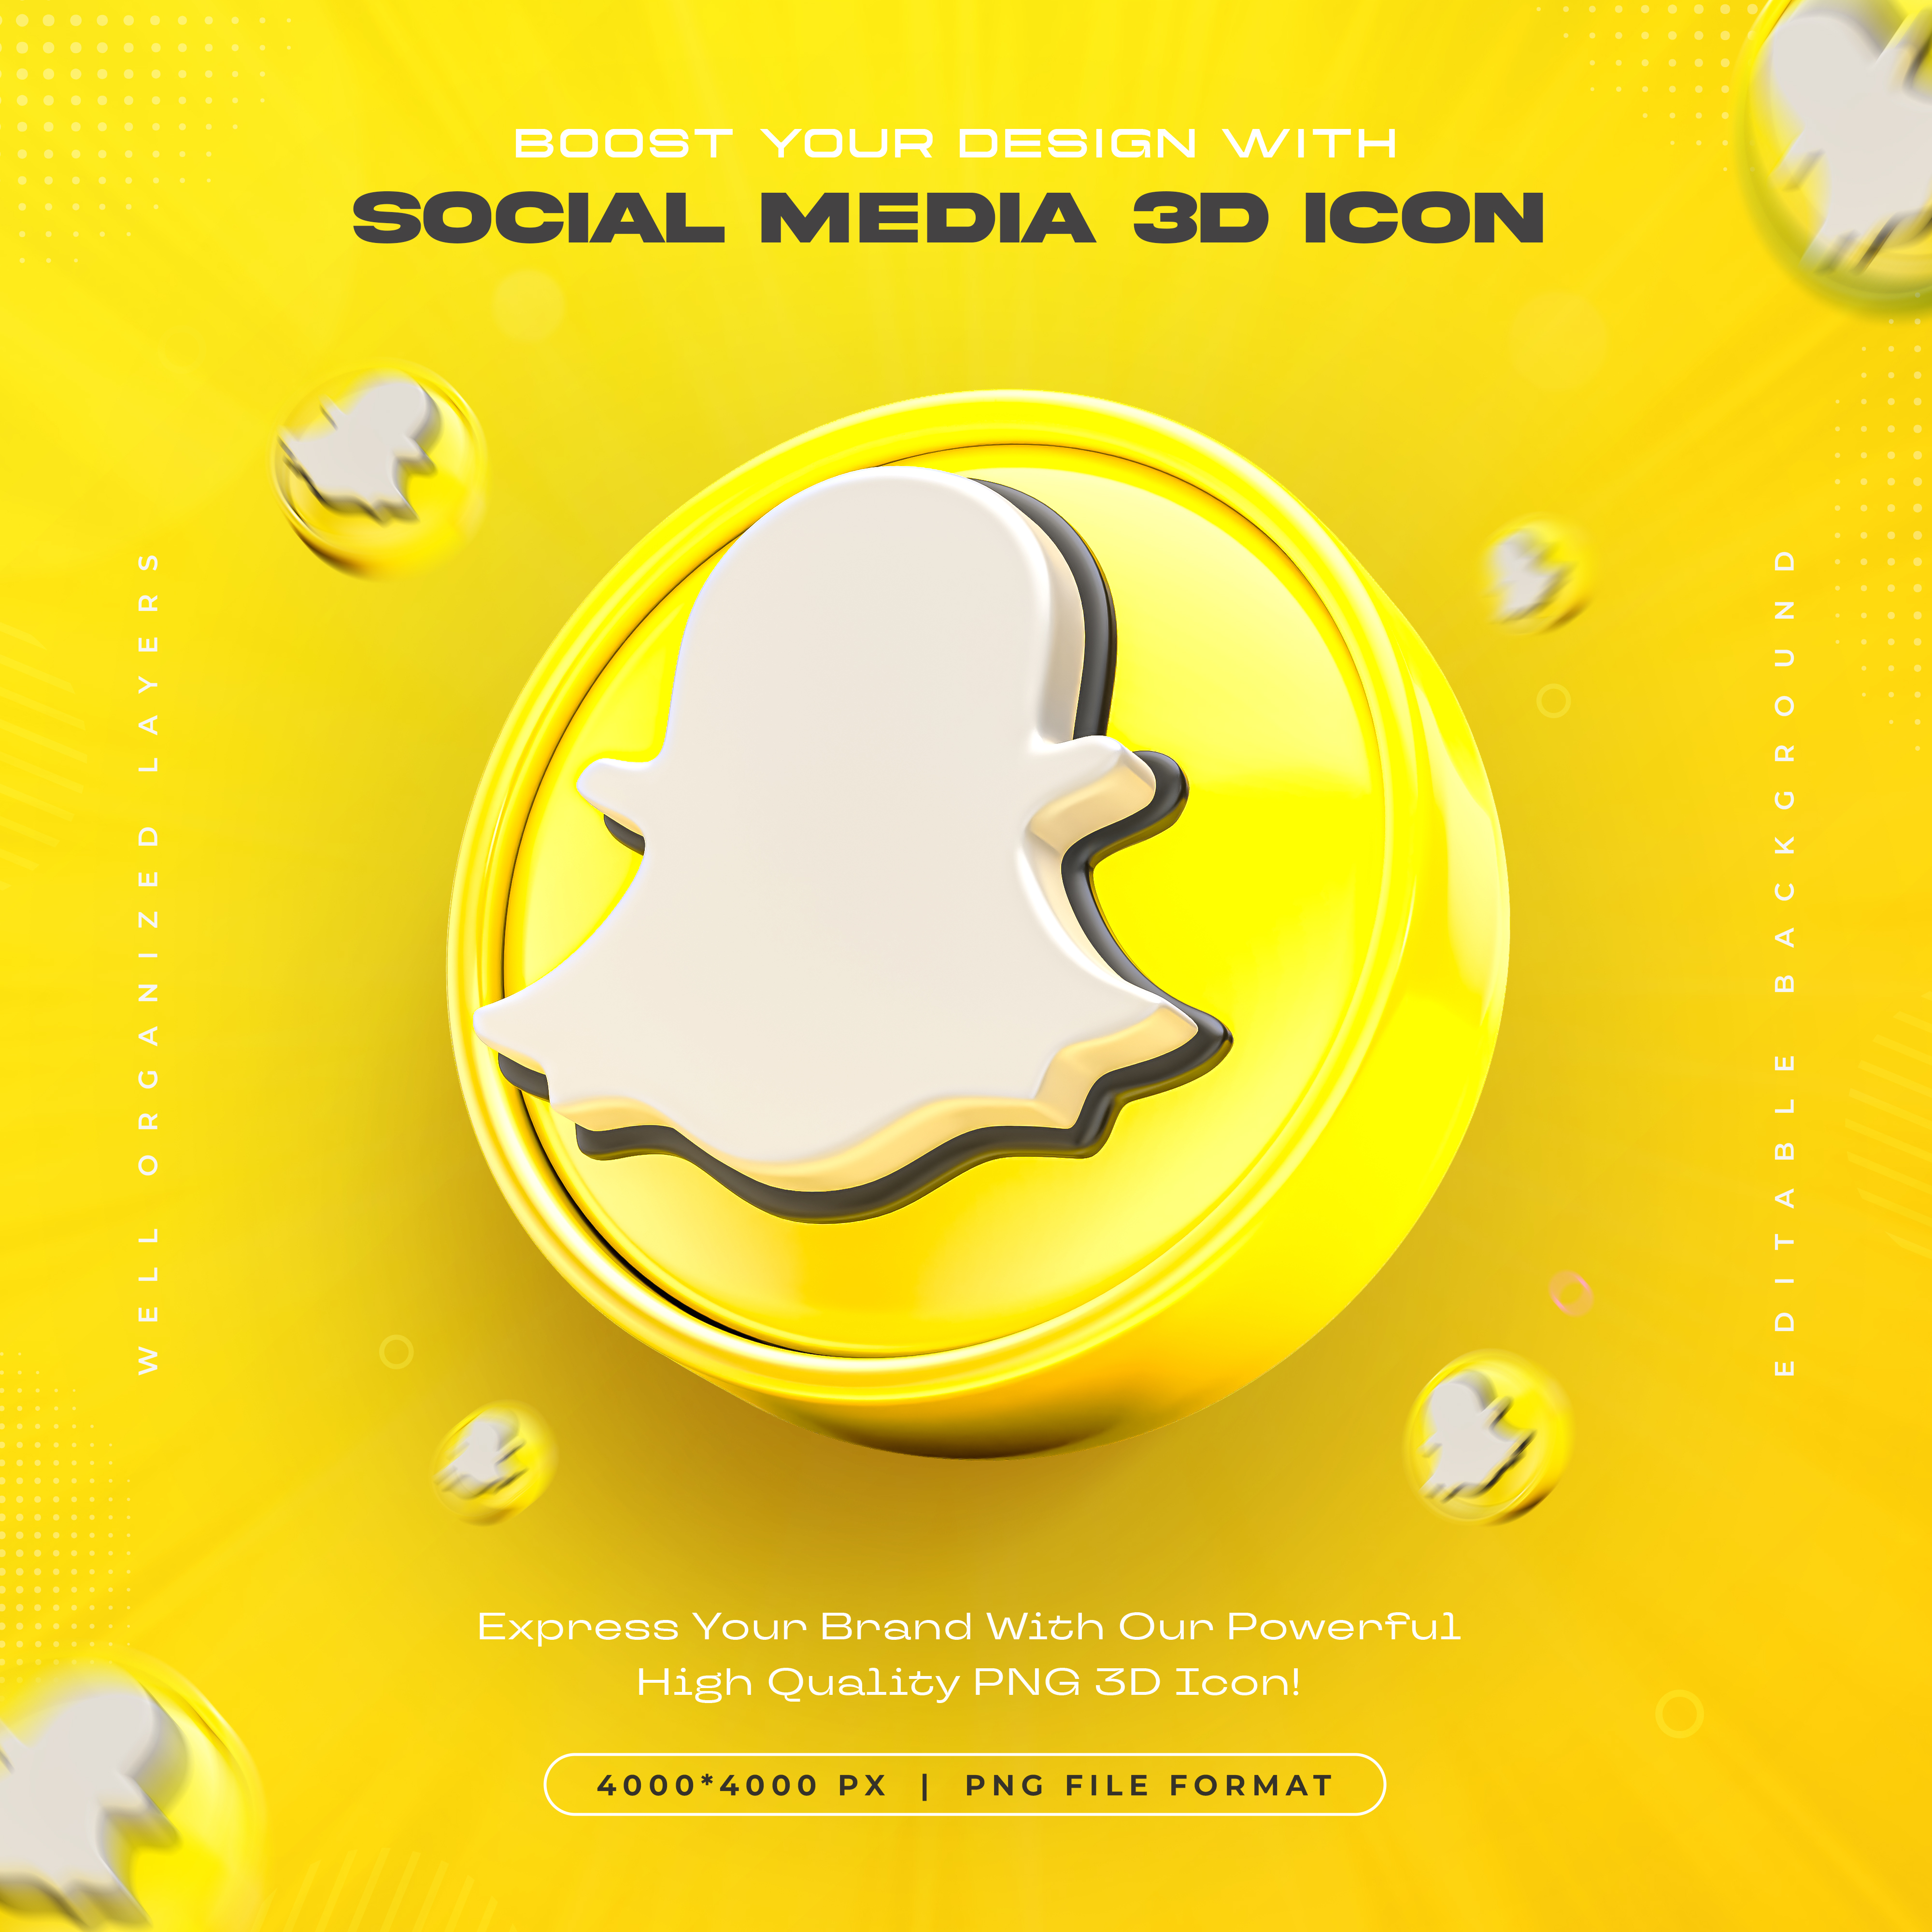 BOOST YOUR DESIGN WITH
SOCIAL MEDIA 3D ICON
WELL ORGANIZED LAYERS
EDITABLE BACKGROUND
Express Your Brand With Our Powerful
High Quality PNG 3D Icon!
4000*4000 PX | PNG FILE FORMAT